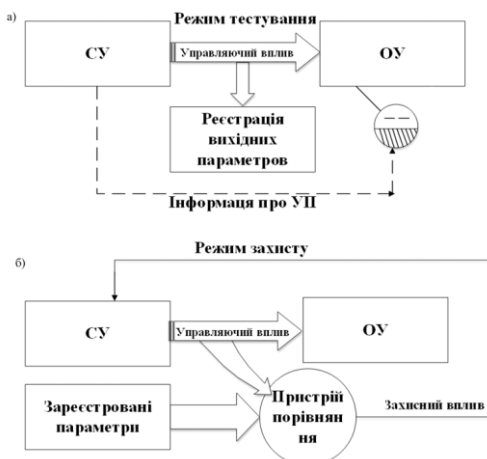 а)
Режим тестування
СУ
Управляючий вплив
ОУ
Реєстрація
вихідних
параметров
Інформаця про УП
Режим захисту
б)
СУ
Управляючий вплив
ОУ
Зареєстровані
параметри
Пристрій
порівнян
ня
Захисний вплив